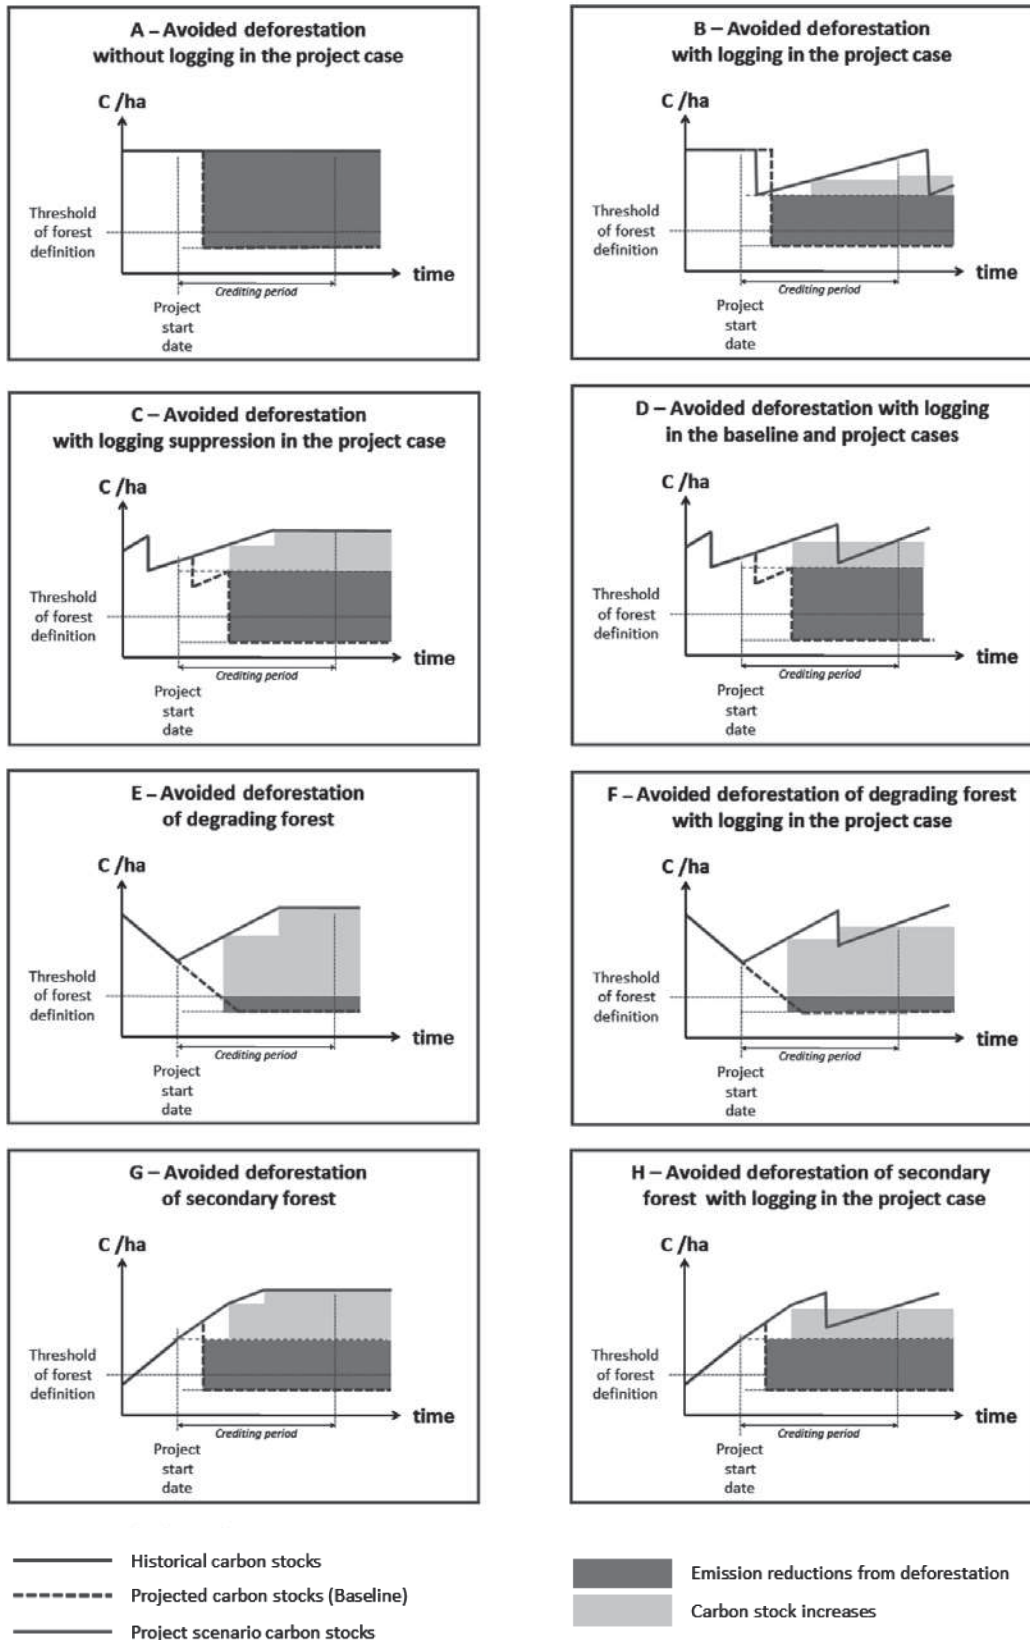 A – Avoided deforestation
without logging in the project case
C /ha
Threshold
of forest
definition
time
Crediting period
Project
start
date
B – Avoided deforestation
with logging in the project case
C /ha
Threshold
of forest
definition
time
Crediting period
Project
start
date
C – Avoided deforestation
with logging suppression in the project case
C /ha
Threshold
of forest
definition
time
Crediting period
Project
start
date
D – Avoided deforestation with logging
in the baseline and project cases
C /ha
Threshold
of forest
definition
time
Crediting period
Project
start
date
E – Avoided deforestation
of degrading forest
C /ha
Threshold
of forest
definition
time
Crediting period
Project
start
date
F – Avoided deforestation of degrading forest
with logging in the project case
C /ha
Threshold
of forest
definition
time
Crediting period
Project
start
date
G – Avoided deforestation
of secondary forest
C /ha
Threshold
of forest
definition
time
Crediting period
Project
start
date
H – Avoided deforestation of secondary
forest with logging in the project case
C /ha
Threshold
of forest
definition
time
Crediting period
Project
start
date
Historical carbon stocks
Projected carbon stocks (Baseline)
Project scenario carbon stocks
Emission reductions from deforestation
Carbon stock increases